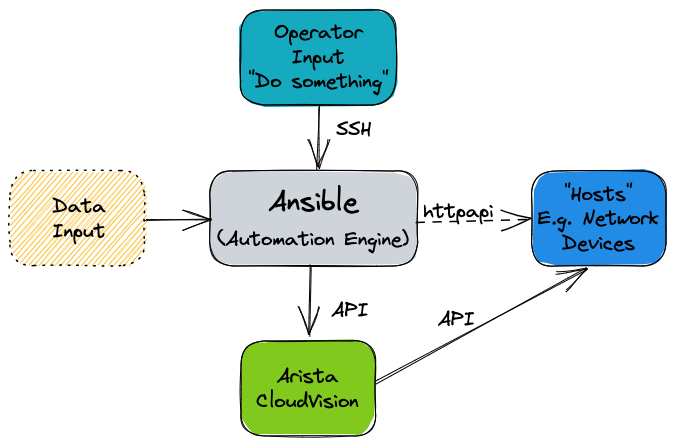 Operator
Input
"Do something"
SSH
Data
Input
Ansible
(Automation Engine)
httpapi
"Hosts"
E.g. Network
Devices
API
API
Arista
CloudVision